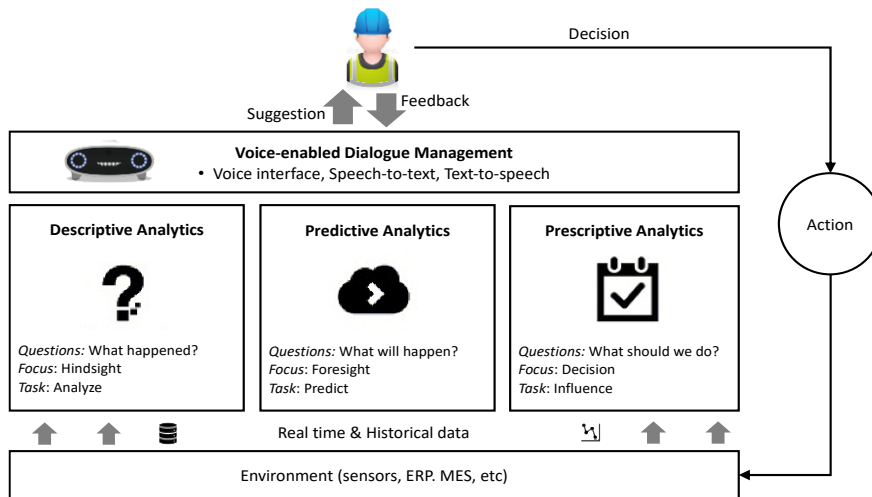 Decision
Suggestion
Feedback
Voice-enabled Dialogue Management
• Voice interface, Speech-to-text, Text-to-speech
Descriptive Analytics
Questions: What happened?
Focus: Hindsight
Task: Analyze
Predictive Analytics
Questions: What will happen?
Focus: Foresight
Task: Predict
Prescriptive Analytics
Questions: What should we do?
Focus: Decision
Task: Influence
Action
Real time & Historical data
Environment (sensors, ERP. MES, etc)